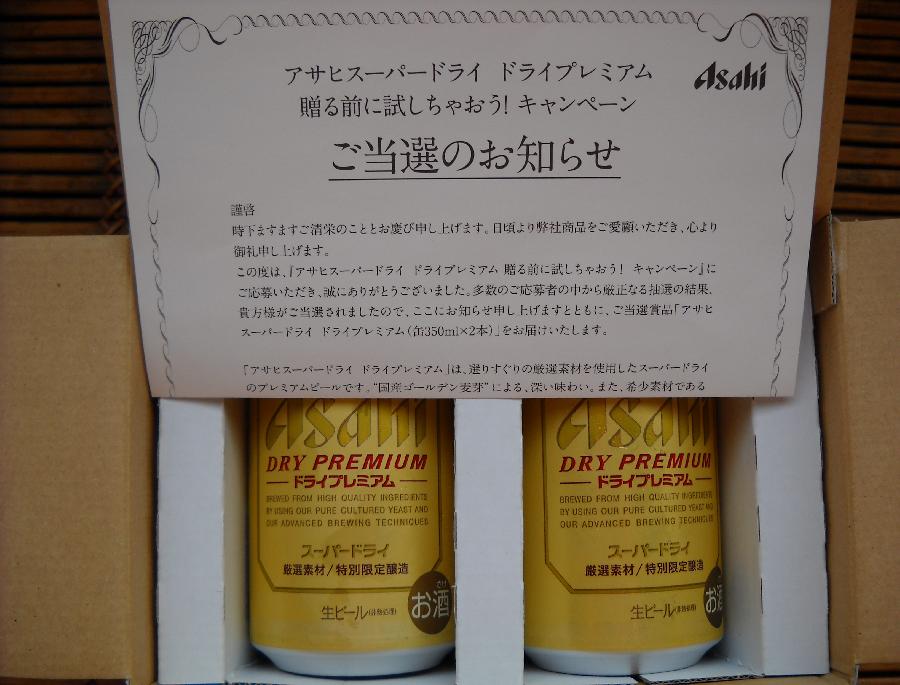 アサヒスーパードライ ドライプレミアム
贈る前に試しちゃおう! キャンペーン
Asahi
ご当選のお知らせ
謹啓
時下ますますご清栄のこととお慶び申し上げます。日頃より弊社商品をご愛顧いただき、心より
御礼申し上げます。
この度は、『アサヒスーパードライ ドライプレミアム 贈る前に試しちゃおう! キャンペーン』に
ご応募いただき、誠にありがとうございました。多数のご応募者の中から厳正なる抽選の結果、
貴方様がご当選されましたので、ここにお知らせ申し上げますとともに、ご当選賞品「アサヒ
スーパードライ ドライプレミアム(缶350ml×2本)」をお届けいたします。
『アサヒスーパードライ ドライプレミアム』は、選りすぐりの厳選素材を使用したスーパードライ
のプレミアムビールです。“国産ゴールデン麦芽”による、深い味わい。また、希少素材である
Asahi
DRY PREMIUM
ドライプレミアム
BREWED FROM HIGH QUALITY INGREDIENTS
BY USING OUR PURE CULTURED YEAST AND
OUR ADVANCED BREWING TECHNIQUES
スーパードライ
厳選素材/特別限定醸造
生ビール(非熱処理)
さけ
お酒
Asahi
DRY PREMIUM
ドライプレミアム
BREWED FROM HIGH QUALITY INGREDIENTS
BY USING OUR PURE CULTURED YEAST AND
OUR ADVANCED BREWING TECHNIQUES
スーパードライ
厳選素材/特別限定醸造
生ビール(非熱処理)
お